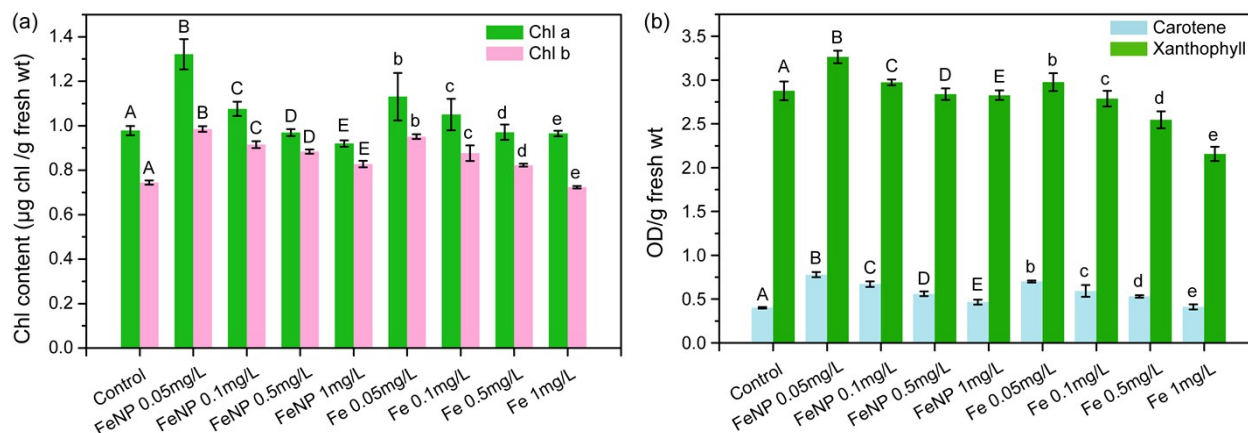 (a)
Chl content (µg chl /g fresh wt)
1.4
1.2
1.0
0.8
0.6
0.4
0.2
0.0
Chl a
Chl b
A
A
B
B
C
C
D
D
E
E
b
b
c
c
d
d
e
e
Control
FeNP 0.05mg/L
FeNP 0.1mg/L
FeNP 0.5mg/L
FeNP 1mg/L
Fe 0.05mg/L
Fe 0.1mg/L
Fe 0.5mg/L
Fe 1mg/L
(b)
OD/g fresh wt
3.5
3.0
2.5
2.0
1.5
1.0
0.5
0.0
Carotene
Xanthophyll
A
A
B
B
C
C
D
D
E
E
b
b
c
c
d
d
e
e
Control
FeNP 0.05mg/L
FeNP 0.1mg/L
FeNP 0.5mg/L
FeNP 1mg/L
Fe 0.05mg/L
Fe 0.1mg/L
Fe 0.5mg/L
Fe 1mg/L